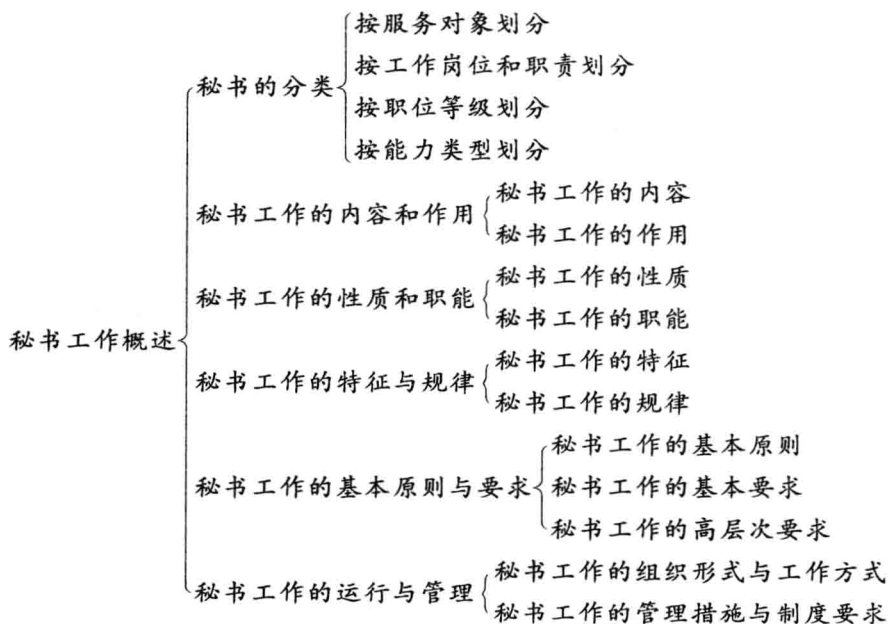 秘书工作概述
秘书的分类
按服务对象划分
按工作岗位和职责划分
按职位等级划分
按能力类型划分
秘书工作的内容和作用
秘书工作的内容
秘书工作的作用
秘书工作的性质和职能
秘书工作的性质
秘书工作的职能
秘书工作的特征与规律
秘书工作的特征
秘书工作的规律
秘书工作的基本原则与要求
秘书工作的基本原则
秘书工作的基本要求
秘书工作的高层次要求
秘书工作的运行与管理
秘书工作的组织形式与工作方式
秘书工作的管理措施与制度要求